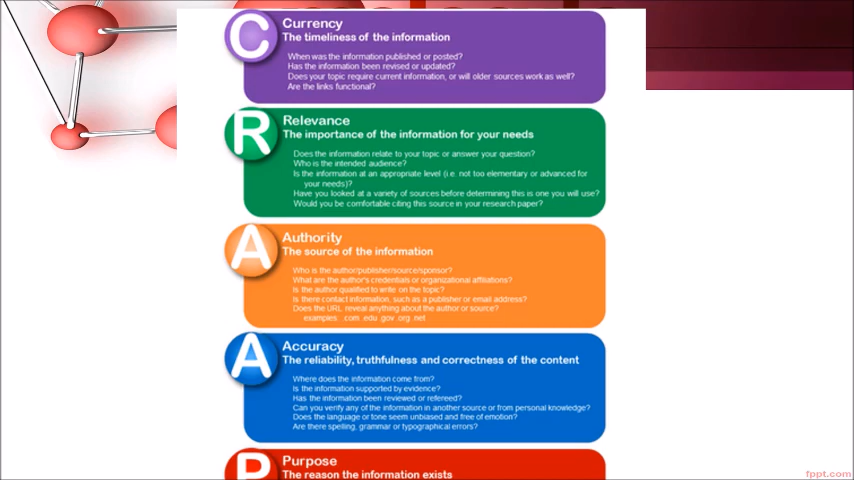 C
Currency
The timeliness of the information
When was the information published or posted?
Has the information been revised or updated?
Does your topic require current information, or will older sources work as well?
Are the links functional?
R
Relevance
The importance of the information for your needs
Does the information relate to your topic or answer your question?
Who is the intended audience?
Is the information at an appropriate level (i.e. not too elementary or advanced for
your needs)?
Have you looked at a variety of sources before determining this is one you will use?
Would you be comfortable citing this source in your research paper?
A
Authority
The source of the information
Who is the author/publisher/source/sponsor?
What are the author's credentials or organizational affiliations?
Is the author qualified to write on the topic?
Is there contact information, such as a publisher or email address?
Does the URL reveal anything about the author or source?
examples: .com .edu .gov .org .net
A
Accuracy
The reliability, truthfulness and correctness of the content
Where does the information come from?
Is the information supported by evidence?
Has the information been reviewed or refereed?
Can you verify any of the information in another source or from personal knowledge?
Does the language or tone seem unbiased and free of emotion?
Are there spelling, grammar or typographical errors?
P
Purpose
The reason the information exists
fppt.com